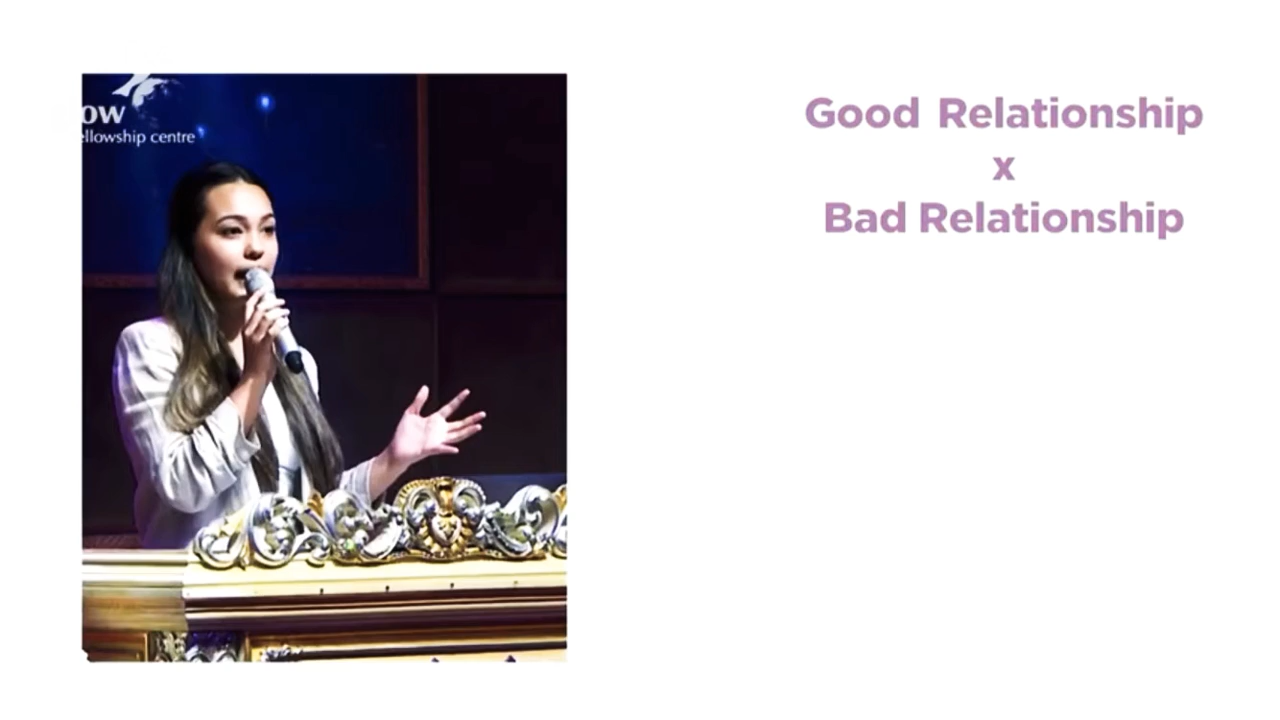 ow
ellowship centre
Good Relationship
x
Bad Relationship